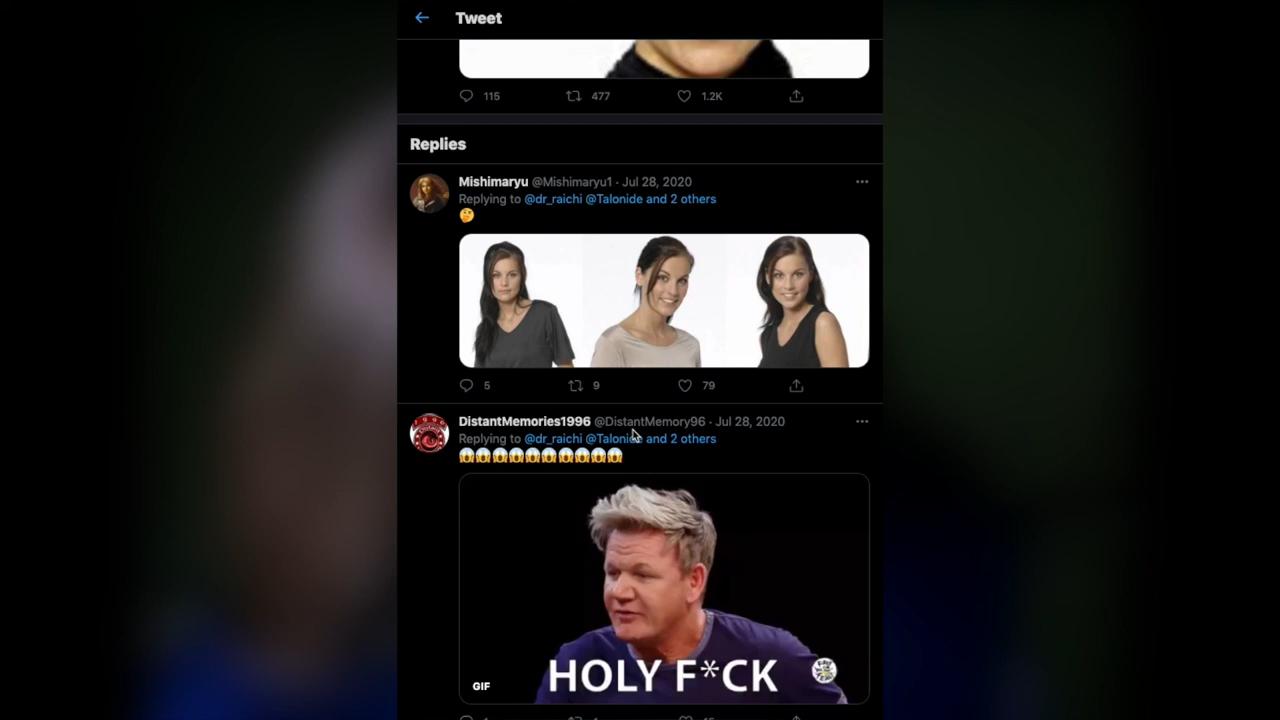 Tweet
115 477 1.2K
Replies
Mishimaryu @Mishimaryu1 · Jul 28, 2020
Replying to @dr_raichi @Talonide and 2 others
5 9 79
DistantMemories1996 @DistantMemory96 · Jul 28, 2020
Replying to @dr_raichi @Talonide and 2 others
HOLY F*CK
GIF